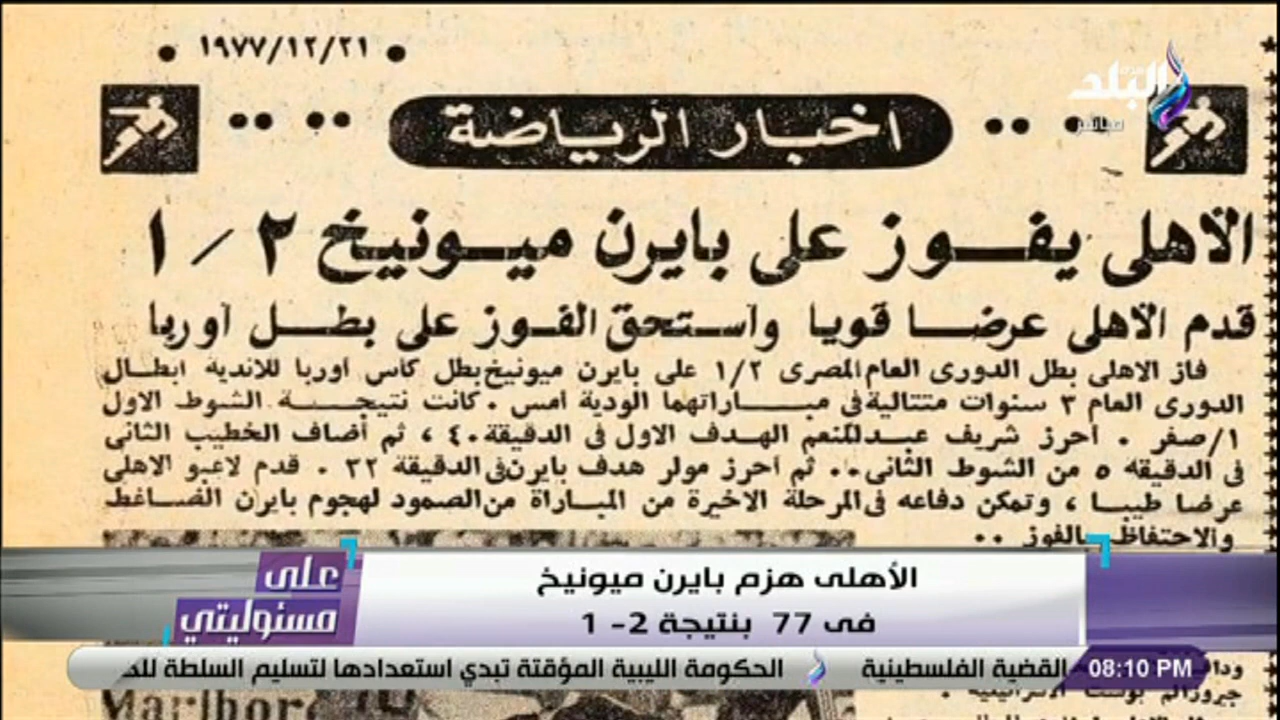 ١٩٧٧/١٢/٢١
صدى
البلد
مباشر
اخبار الرياضة
الاهلى يفوز على بايرن ميونيخ ٢/١
قدم الاهلى عرضا قويا واستحق الفوز على بطل اوربا
فاز الاهلى بطل الدورى العام المصرى ١/٢ على بايرن ميونيخ بطل كأس أوربا للاندية ابطال
الدورى العام ٣ سنوات متتالية فى مباراتهما الودية امس . كانت نتيجة الشوط الاول
١/صفر . احرز شريف عبد المنعم الهدف الاول فى الدقيقة ٤٠ ، ثم أضاف الخطيب الثانى
فى الدقيقة ٥ من الشوط الثانى .. ثم احرز مولر هدف بايرن فى الدقيقة ٣٢ . قدم لاعبو الاهلى
عرضا طيبا ، وتمكن دفاعه فى المرحلة الاخيرة من المباراة من الصمود لهجوم بايرن الضاغط
والاحتفاظ بالفوز ..
على
مسئوليتي
الأهلى هزم بايرن ميونيخ
فى 77 بنتيجة 2- 1
القضية الفلسطينية
الحكومة الليبية المؤقتة تبدي استعدادها لتسليم السلطة
08:10 PM
جيروزاليم بوست الاسرائيلية .
Marlboro